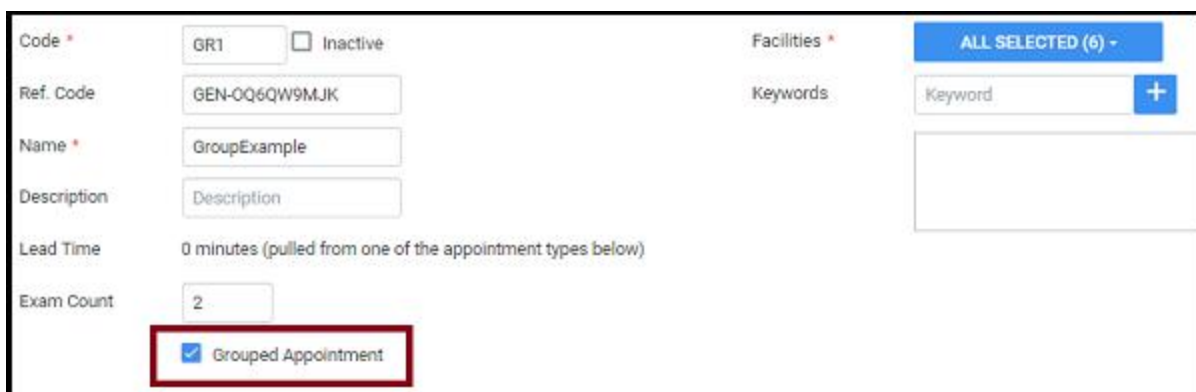 Code * GR1 Inactive
Ref. Code GEN-OQ6QW9MJK
Name * GroupExample
Description Description
Lead Time 0 minutes (pulled from one of the appointment types below)
Exam Count 2
Grouped Appointment
Facilities * ALL SELECTED (6)
Keywords Keyword +